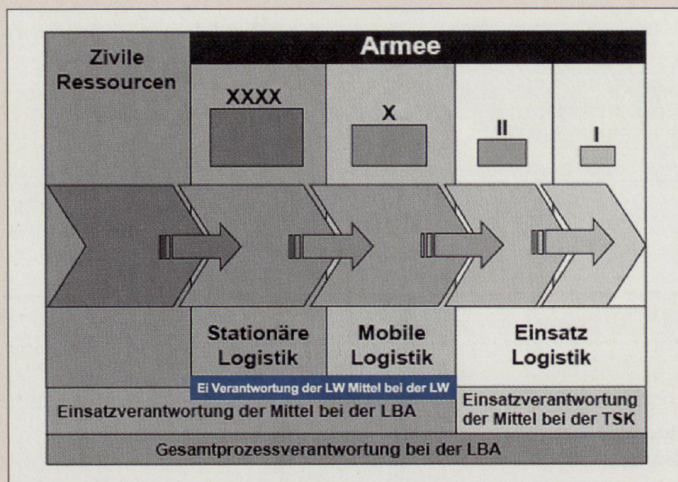 Zivile
Ressourcen
Armee
XXXX
X
II
I
Stationäre
Logistik
Mobile
Logistik
Einsatz
Logistik
Ei Verantwortung der LW Mittel bei der LW
Einsatzverantwortung der Mittel bei der LBA
Einsatzverantwortung
der Mittel bei der TSK
Gesamtprozessverantwortung bei der LBA